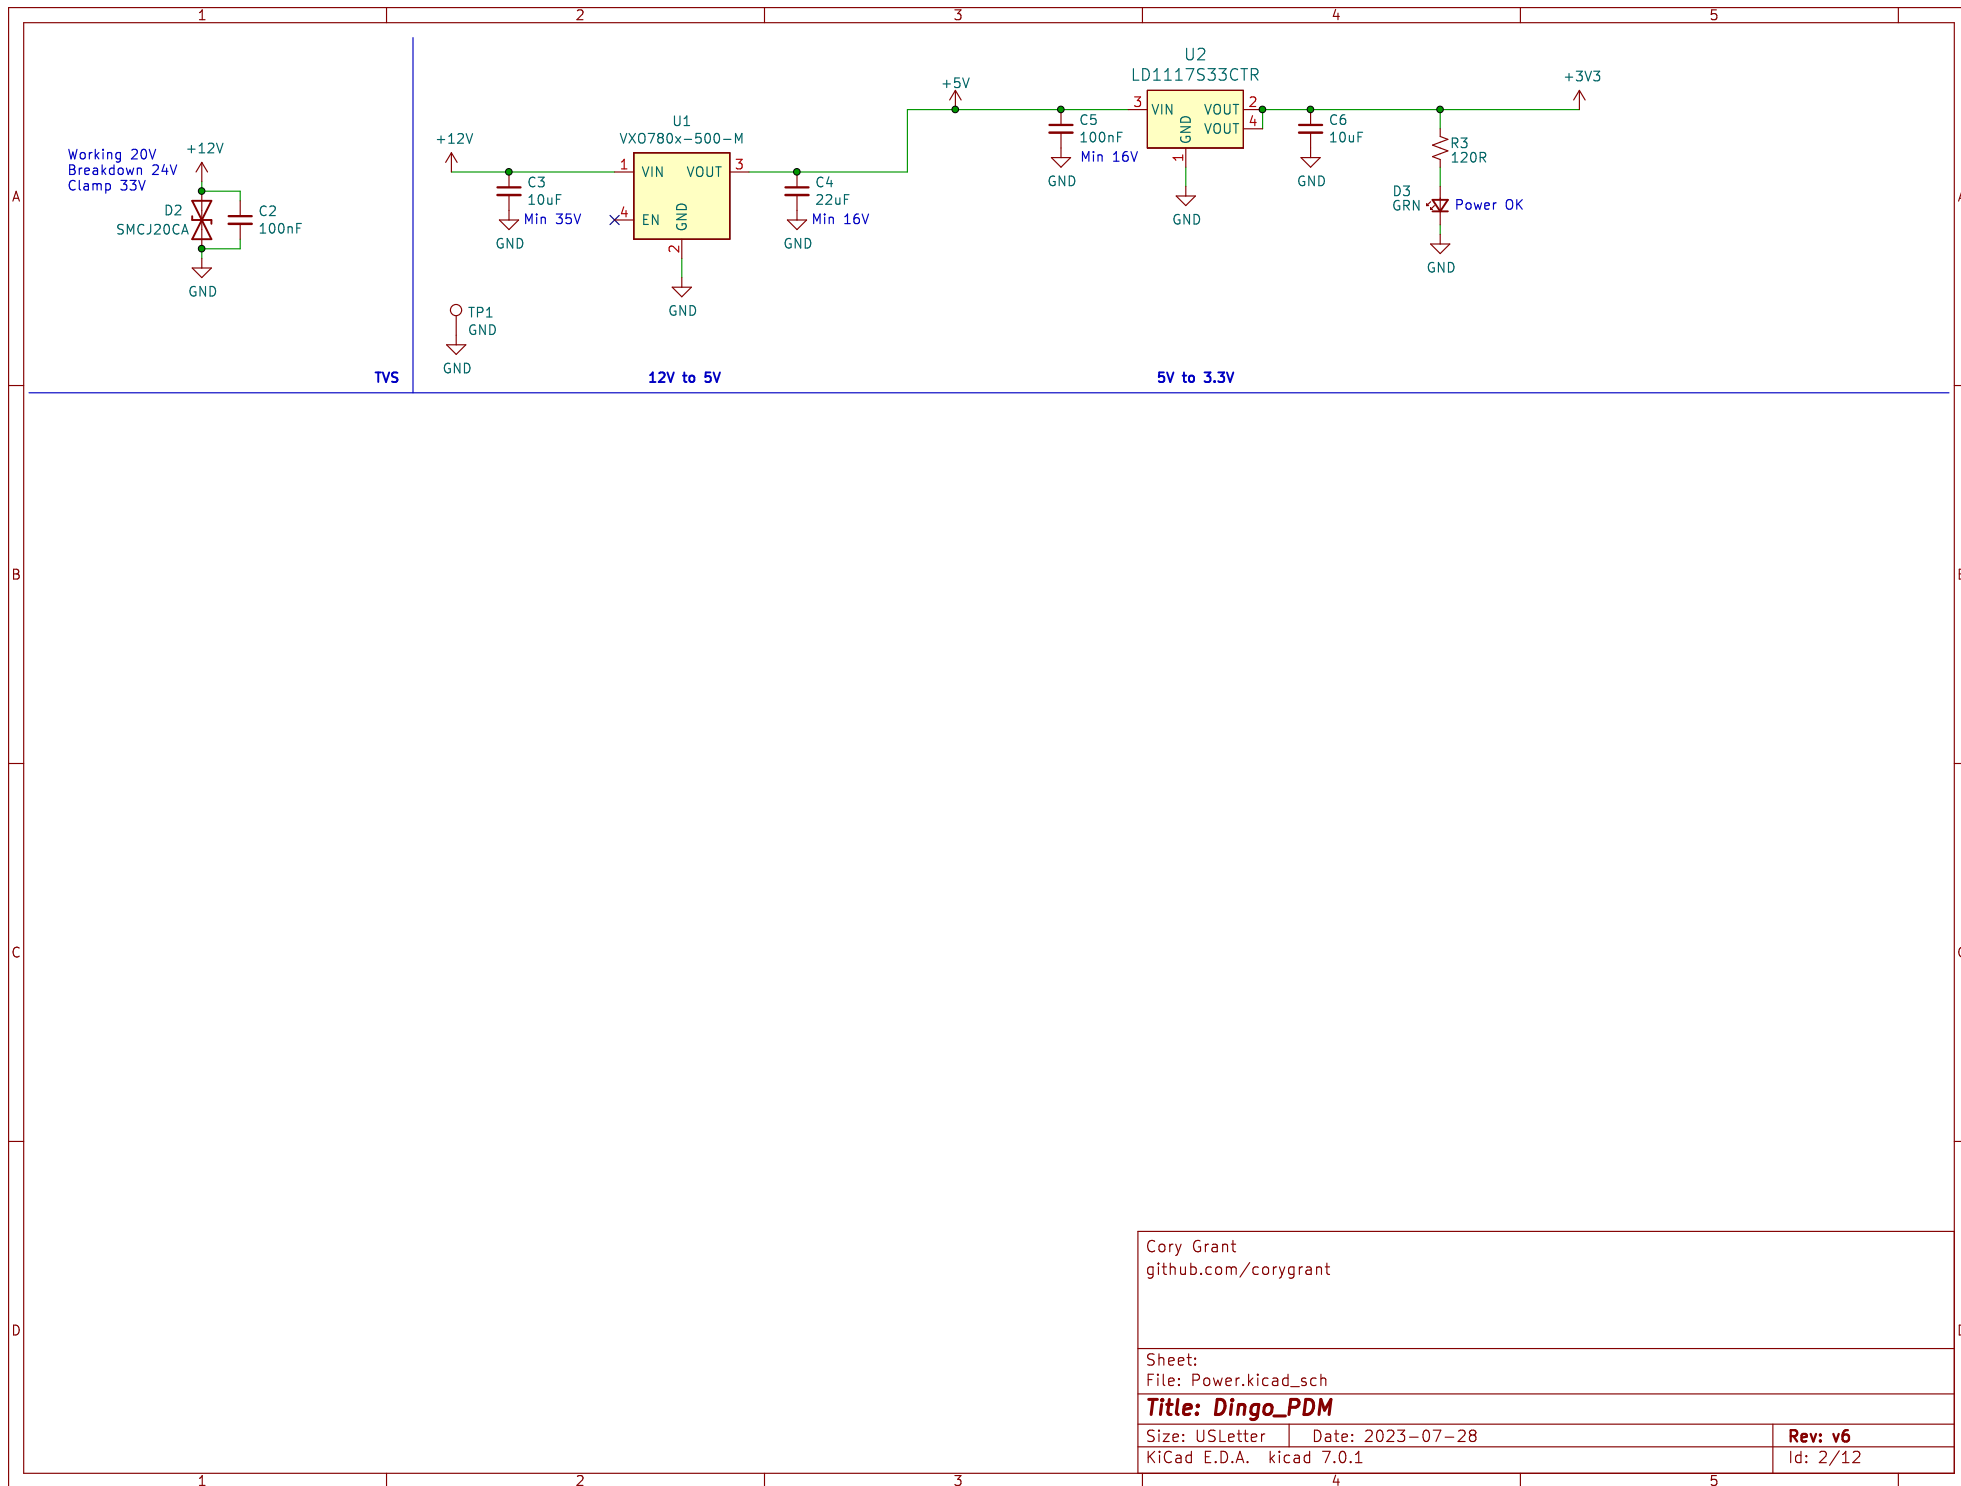 1 2 3 4 5
A
B
C
D
Working 20V
Breakdown 24V
Clamp 33V
+12V
D2
SMCJ20CA
C2
100nF
GND
TVS
+12V
C3
10uF
Min 35V
GND
U1
VXO780x-500-M
1 VIN
VOUT 3
4 EN
GND
2
GND
C4
22uF
Min 16V
GND
TP1
GND
GND
12V to 5V
+5V
C5
100nF
Min 16V
GND
U2
LD1117S33CTR
3 VIN
VOUT 2
VOUT 4
GND
1
GND
C6
10uF
GND
R3
120R
D3
GRN
Power OK
GND
+3V3
5V to 3.3V
Cory Grant
github.com/corygrant
Sheet:
File: Power.kicad_sch
Title: Dingo_PDM
Size: USLetter
Date: 2023-07-28
Rev: v6
KiCad E.D.A. kicad 7.0.1
Id: 2/12
1 2 3 4 5